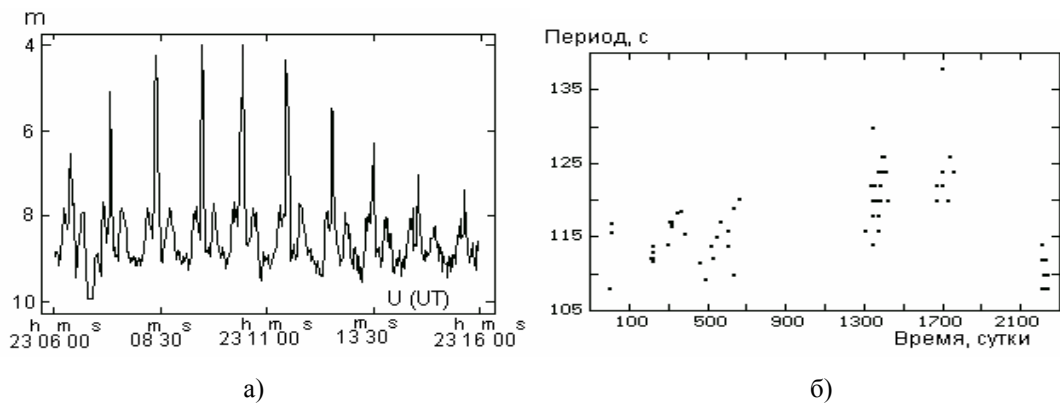 m
4
6
8
10
U (UT)
h m s
23 06 00
m s
08 30
h m s
23 11 00
m s
13 30
h m s
23 16 00
а)
Период, с
135
125
115
105
100 500 900 1300 1700 2100
Время, сутки
б)